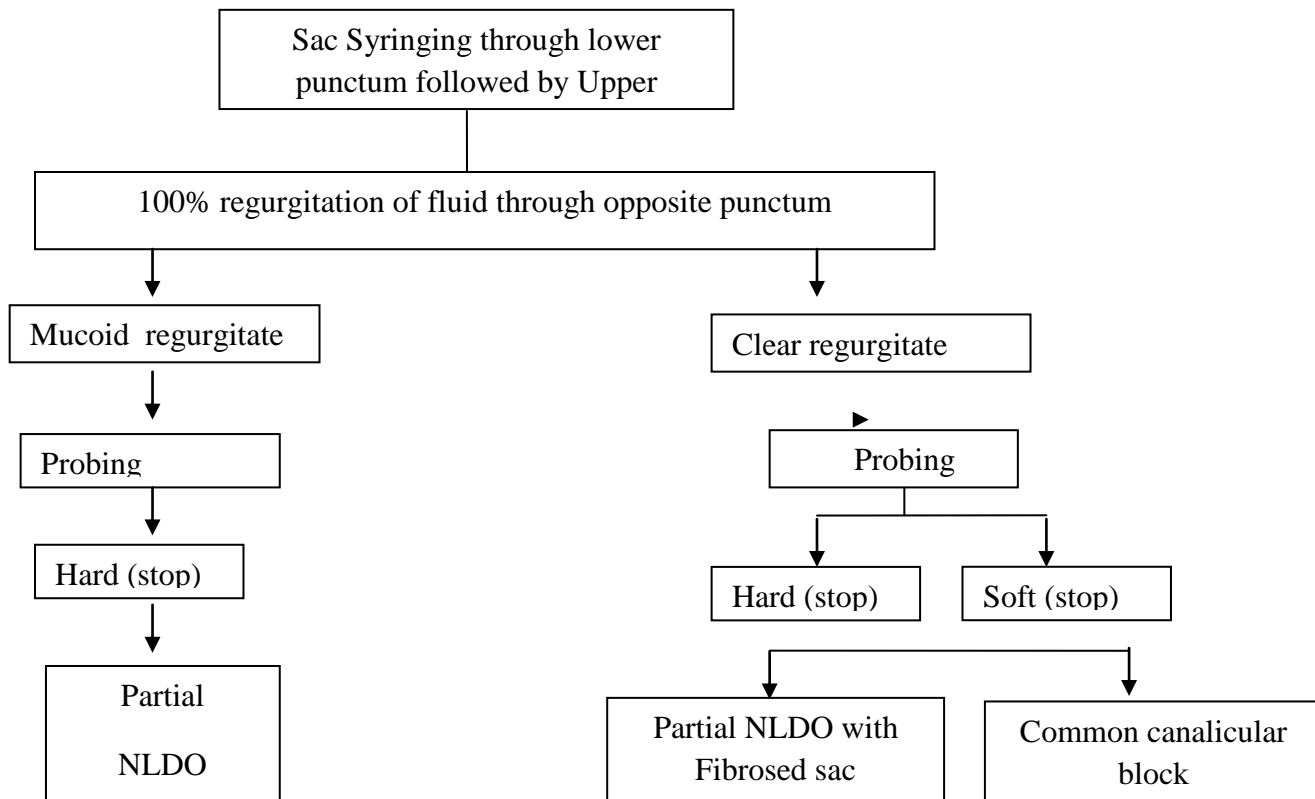 Sac Syringing through lower
punctum followed by Upper
100% regurgitation of fluid through opposite punctum
Mucoid regurgitate
Clear regurgitate
Probing
Probing
Hard (stop)
Hard (stop)
Soft (stop)
Partial
NLDO
Partial NLDO with
Fibrosed sac
Common canalicular
block